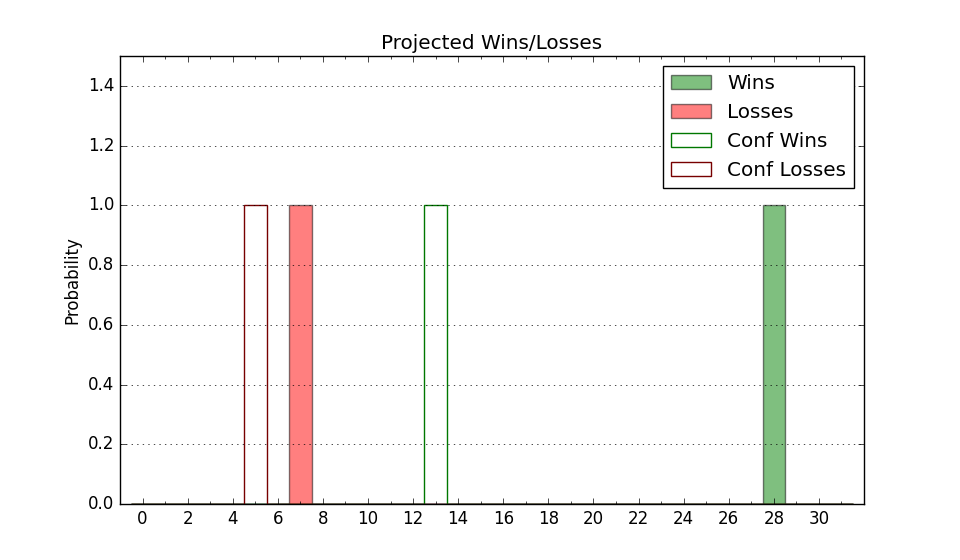 Projected Wins/Losses
Wins
Losses
Conf Wins
Conf Losses
Probability
1.4
1.2
1.0
0.8
0.6
0.4
0.2
0.0
0 2 4 6 8 10 12 14 16 18 20 22 24 26 28 30